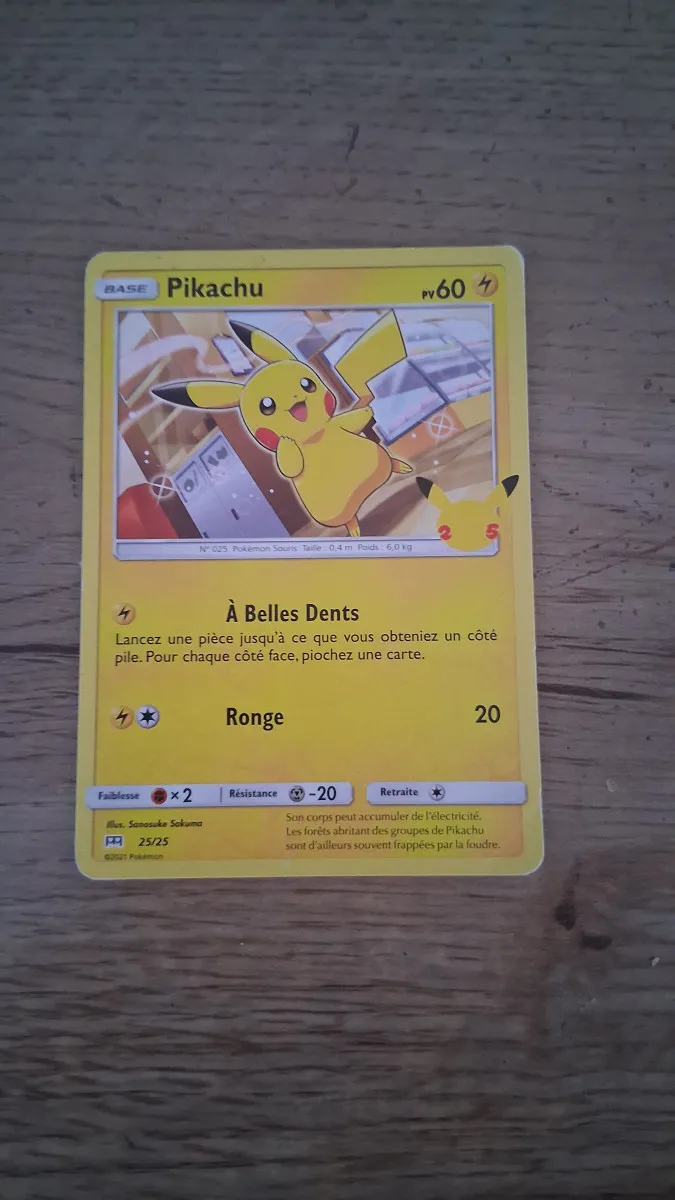 BASE Pikachu PV60
N° 025 Pokémon Souris Taille : 0,4 m Poids : 6,0 kg
25
À Belles Dents
Lancez une pièce jusqu'à ce que vous obteniez un côté
pile. Pour chaque côté face, piochez une carte.
Ronge 20
Faiblesse ×2 Résistance -20 Retraite
Illus. Sanosuke Sakuma
25/25
©2021 Pokémon
Son corps peut accumuler de l'électricité.
Les forêts abritant des groupes de Pikachu
sont d'ailleurs souvent frappées par la foudre.